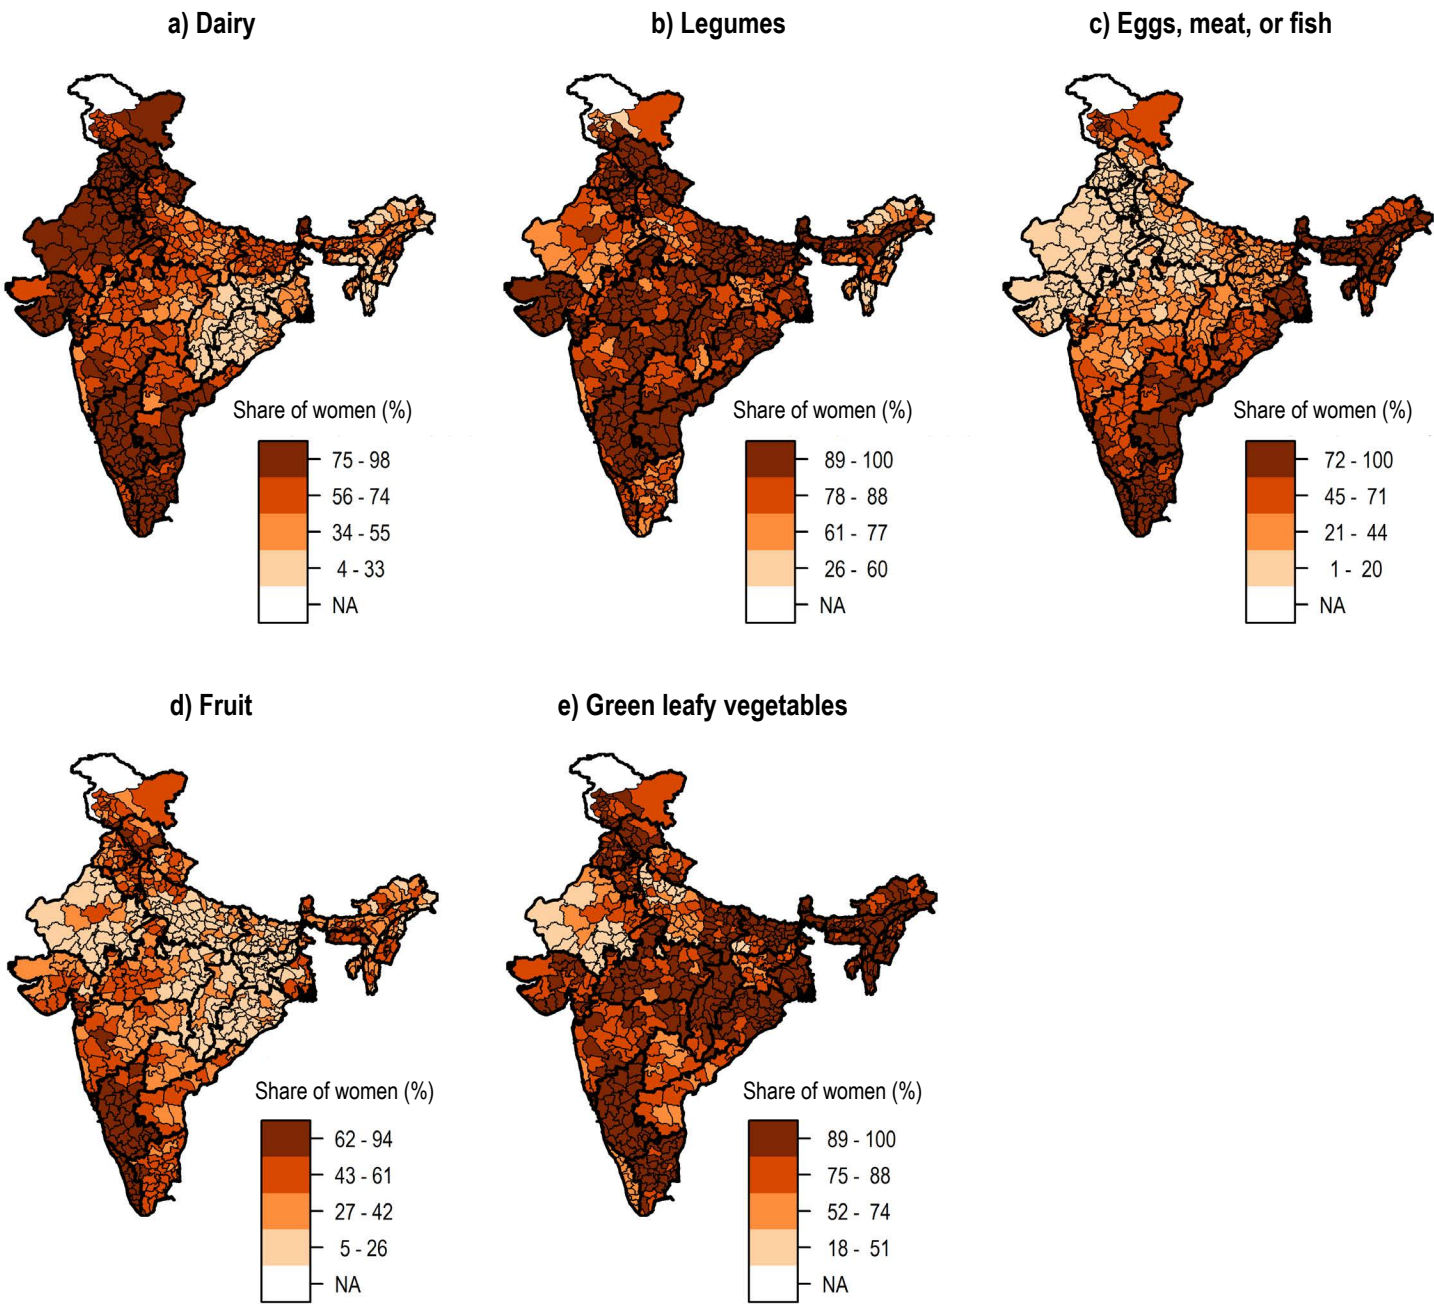 a) Dairy
b) Legumes
c) Eggs, meat, or fish
Share of women (%)
75 - 98
56 - 74
34 - 55
4 - 33
NA
Share of women (%)
89 - 100
78 - 88
61 - 77
26 - 60
NA
Share of women (%)
72 - 100
45 - 71
21 - 44
1 - 20
NA
d) Fruit
e) Green leafy vegetables
Share of women (%)
62 - 94
43 - 61
27 - 42
5 - 26
NA
Share of women (%)
89 - 100
75 - 88
52 - 74
18 - 51
NA